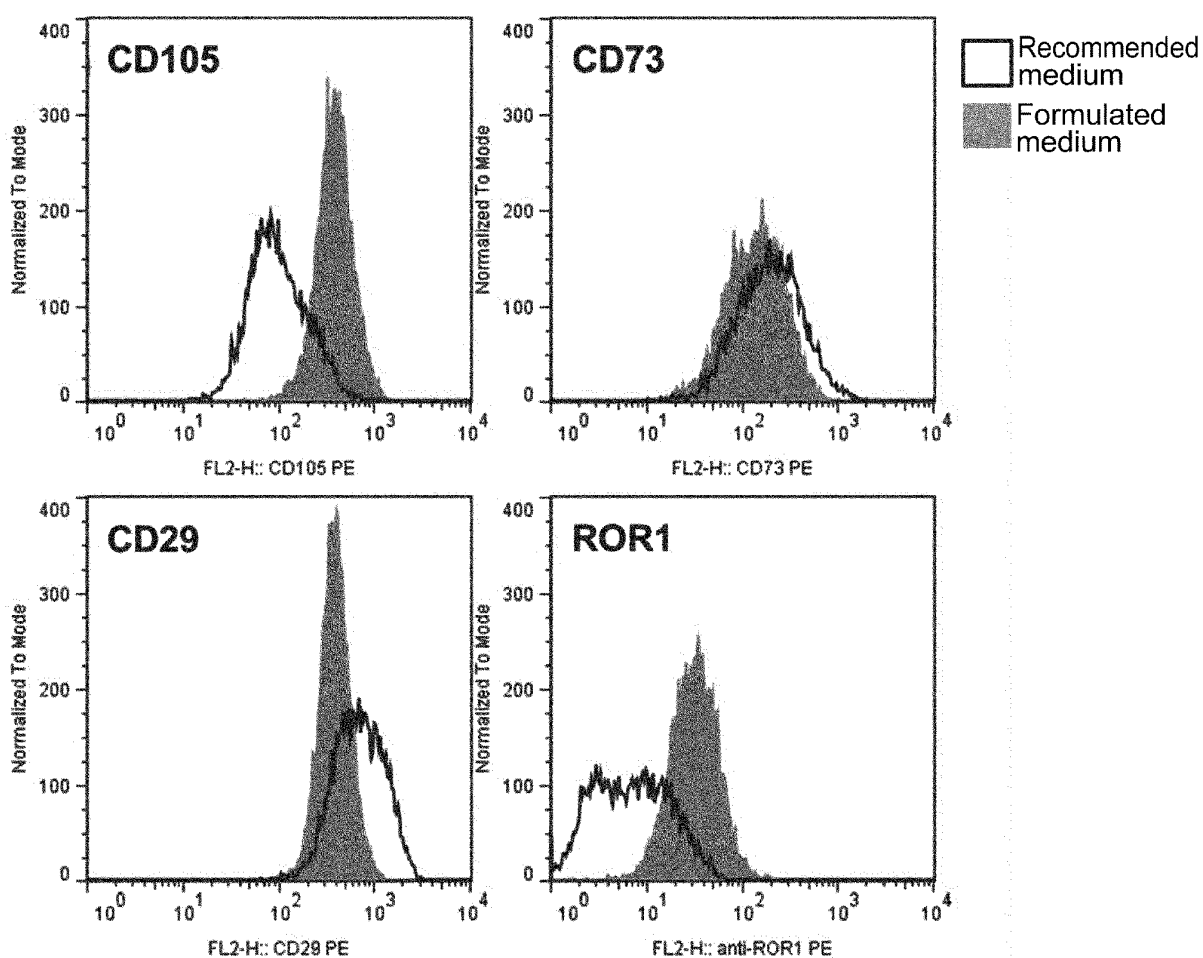 CD105
400
300
200
100
0
Normalized To Mode
10^0 10^1 10^2 10^3 10^4
FL2-H:: CD105 PE
CD73
400
300
200
100
0
Normalized To Mode
10^0 10^1 10^2 10^3 10^4
FL2-H:: CD73 PE
Recommended
medium
Formulated
medium
CD29
400
300
200
100
0
Normalized To Mode
10^0 10^1 10^2 10^3 10^4
FL2-H:: CD29 PE
ROR1
400
300
200
100
0
Normalized To Mode
10^0 10^1 10^2 10^3 10^4
FL2-H:: anti-ROR1 PE